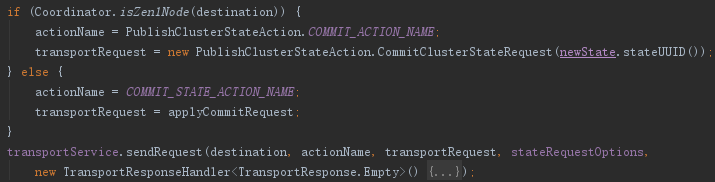 if (Coordinator.isZen1Node(destination)) {
actionName = PublishClusterStateAction.COMMIT_ACTION_NAME;
transportRequest = new PublishClusterStateAction.CommitClusterStateRequest(newState.stateUUID());
} else {
actionName = COMMIT_STATE_ACTION_NAME;
transportRequest = applyCommitRequest;
}
transportService.sendRequest(destination, actionName, transportRequest, stateRequestOptions,
new TransportResponseHandler<TransportResponse.Empty>() {...});